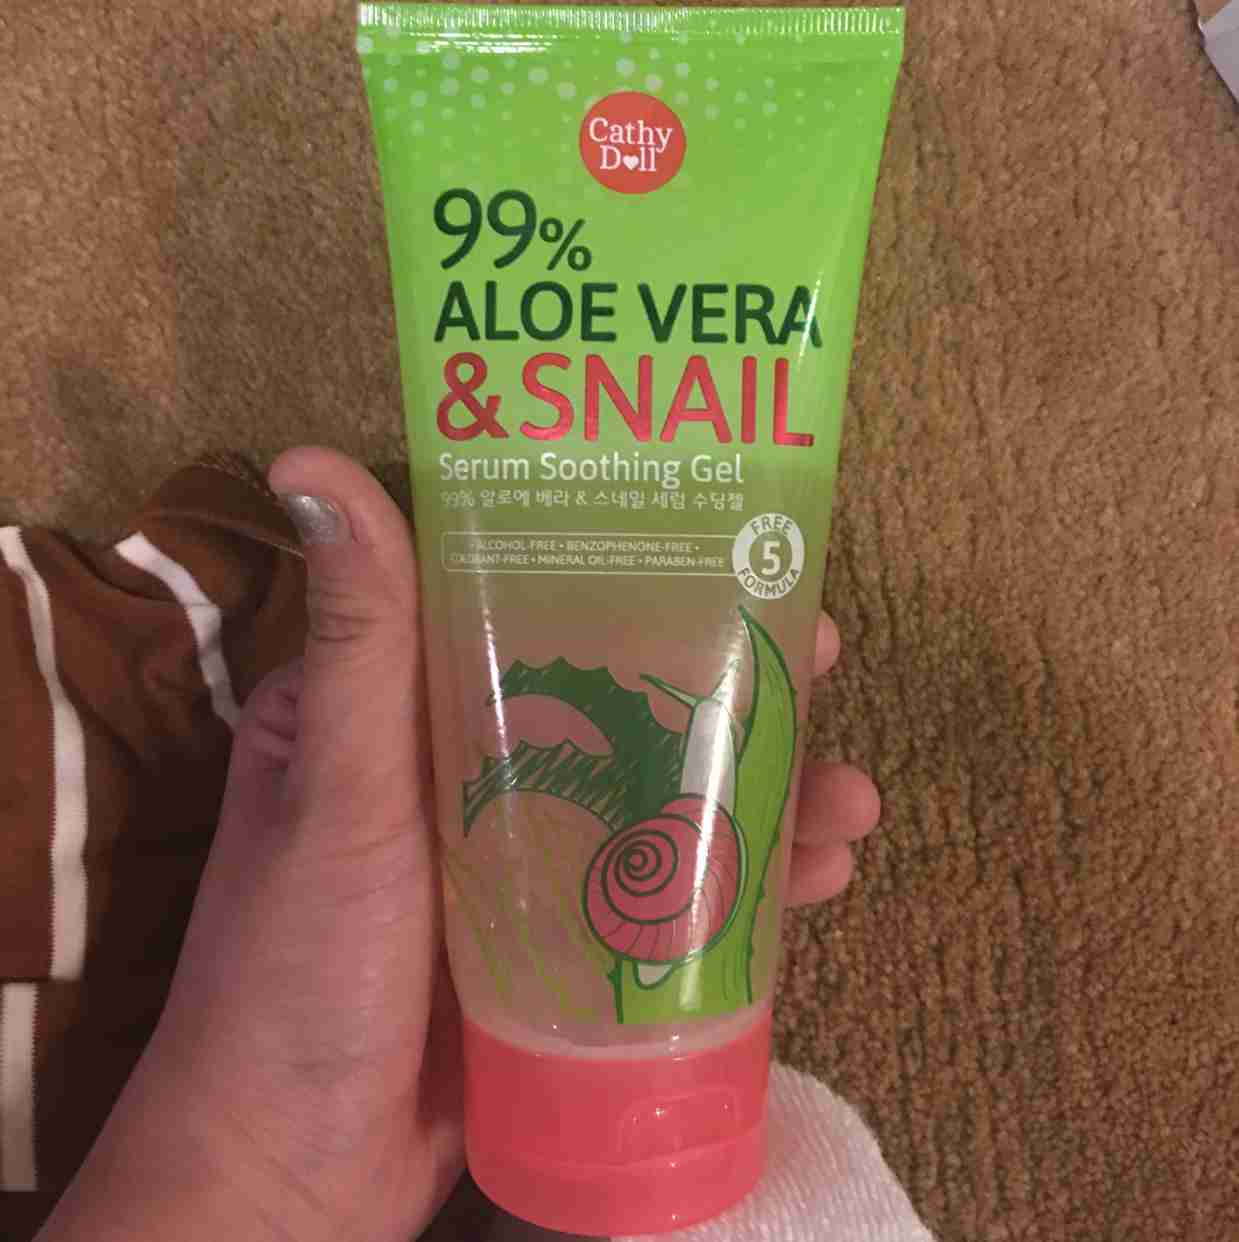 Cathy
Doll
99%
ALOE VERA
& SNAIL
Serum Soothing Gel
99% 알로에 베라 & 스네일 세럼 수딩젤
• ALCOHOL-FREE • BENZOPHENONE-FREE •
COLORANT-FREE • MINERAL OIL-FREE • PARABEN-FREE
FREE
5
FORMULA